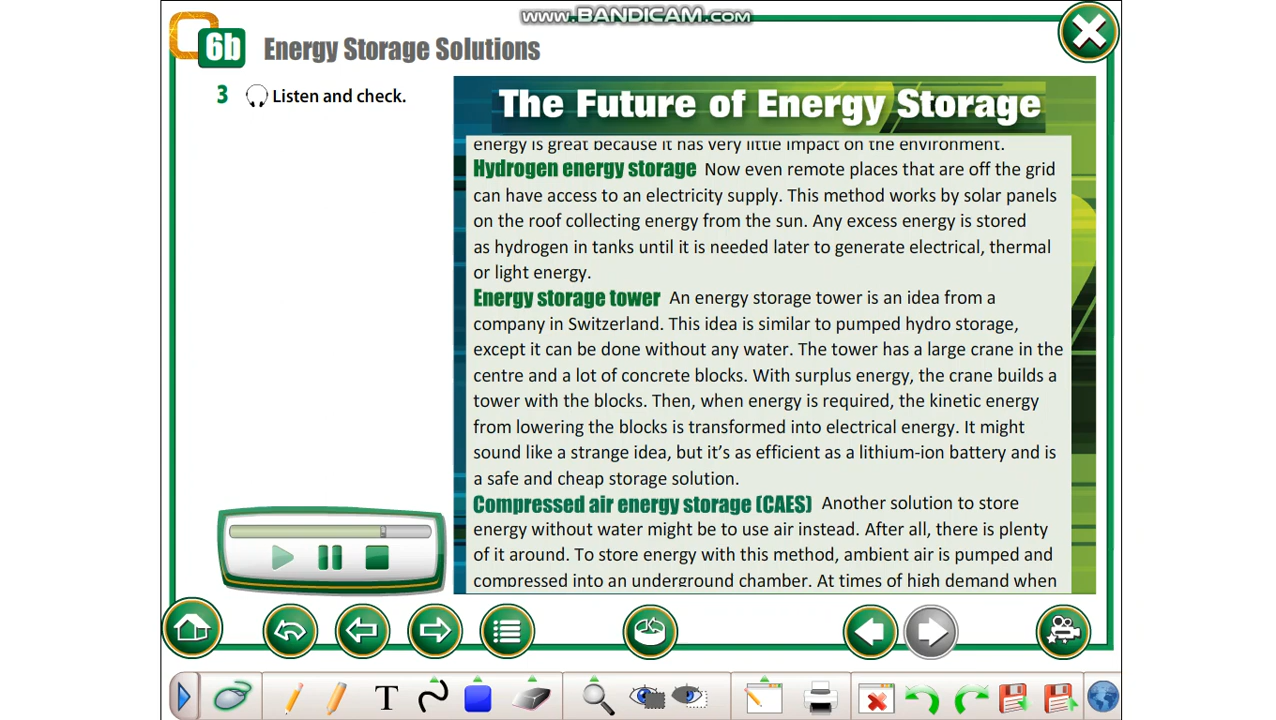 www.BANDICAM.com
6b Energy Storage Solutions
3 Listen and check.
The Future of Energy Storage
energy is great because it has very little impact on the environment.
Hydrogen energy storage Now even remote places that are off the grid
can have access to an electricity supply. This method works by solar panels
on the roof collecting energy from the sun. Any excess energy is stored
as hydrogen in tanks until it is needed later to generate electrical, thermal
or light energy.
Energy storage tower An energy storage tower is an idea from a
company in Switzerland. This idea is similar to pumped hydro storage,
except it can be done without any water. The tower has a large crane in the
centre and a lot of concrete blocks. With surplus energy, the crane builds a
tower with the blocks. Then, when energy is required, the kinetic energy
from lowering the blocks is transformed into electrical energy. It might
sound like a strange idea, but it's as efficient as a lithium-ion battery and is
a safe and cheap storage solution.
Compressed air energy storage (CAES) Another solution to store
energy without water might be to use air instead. After all, there is plenty
of it around. To store energy with this method, ambient air is pumped and
compressed into an underground chamber. At times of high demand when
T